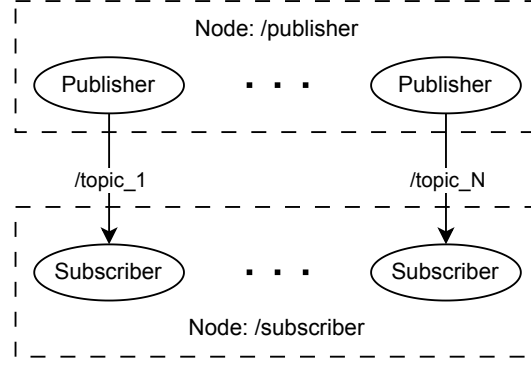 Node: /publisher
Publisher . . . Publisher
/topic_1 /topic_N
Subscriber . . . Subscriber
Node: /subscriber